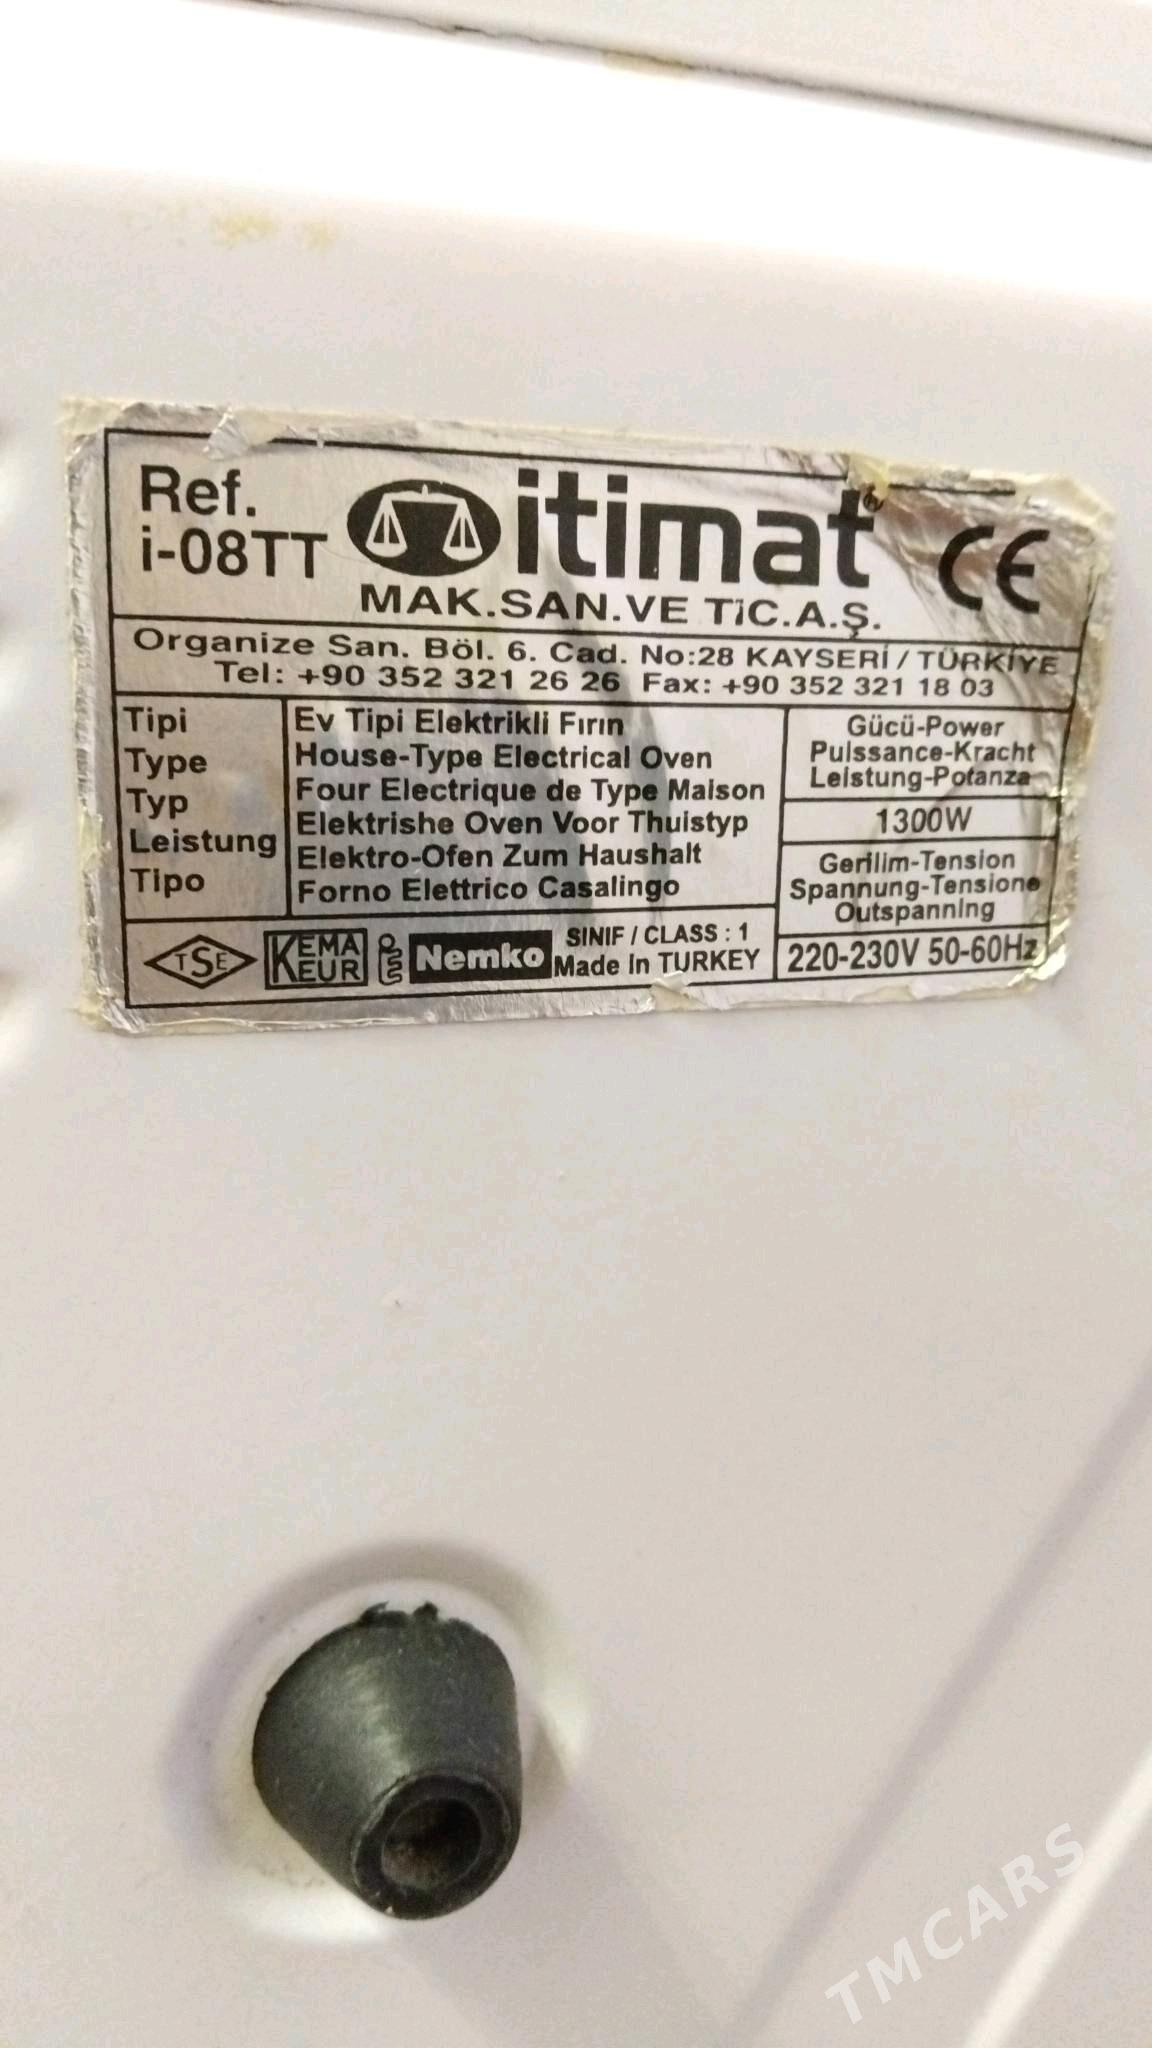 Ref.
i-08TT
itimat®
CE
MAK.SAN.VE TİC.A.Ş.
Organize San. Böl. 6. Cad. No:28 KAYSERİ / TÜRKİYE
Tel: +90 352 321 26 26 Fax: +90 352 321 18 03
Tipi
Type
Typ
Leistung
Tipo
Ev Tipi Elektrikli Fırın
House-Type Electrical Oven
Four Electrique de Type Maison
Elektrishe Oven Voor Thuistyp
Elektro-Ofen Zum Haushalt
Forno Elettrico Casalingo
Gücü-Power
Puissance-Kracht
Leistung-Potanza
1300W
Gerilim-Tension
Spannung-Tensione
Outspanning
220-230V 50-60Hz
TSE
KEMA
KEUR
Nemko
SINIF / CLASS : 1
Made in TURKEY
TMCARS